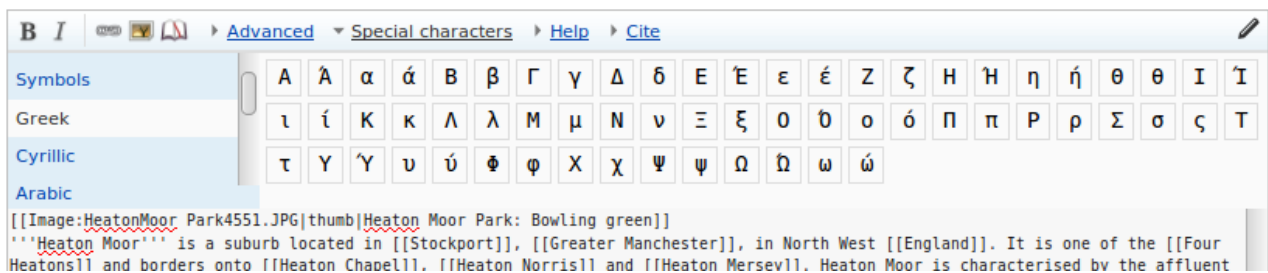 B I Advanced Special characters Help Cite
Symbols
Greek
Cyrillic
Arabic
Α Ά α ά Β β Γ γ Δ δ Ε Έ ε έ Ζ ζ Η Ή η ή Θ θ Ι Ί
ι ί Κ κ Λ λ Μ μ Ν ν Ξ ξ Ο Ό ο ό Π π Ρ ρ Σ σ ς Τ
τ Υ Ύ υ ύ Φ φ Χ χ Ψ ψ Ω Ώ ω ώ
[[Image:HeatonMoor Park4551.JPG|thumb|Heaton Moor Park: Bowling green]]
'''Heaton Moor''' is a suburb located in [[Stockport]], [[Greater Manchester]], in North West [[England]]. It is one of the [[Four
Heatons]] and borders onto [[Heaton Chapel]], [[Heaton Norris]] and [[Heaton Mersey]]. Heaton Moor is characterised by the affluent